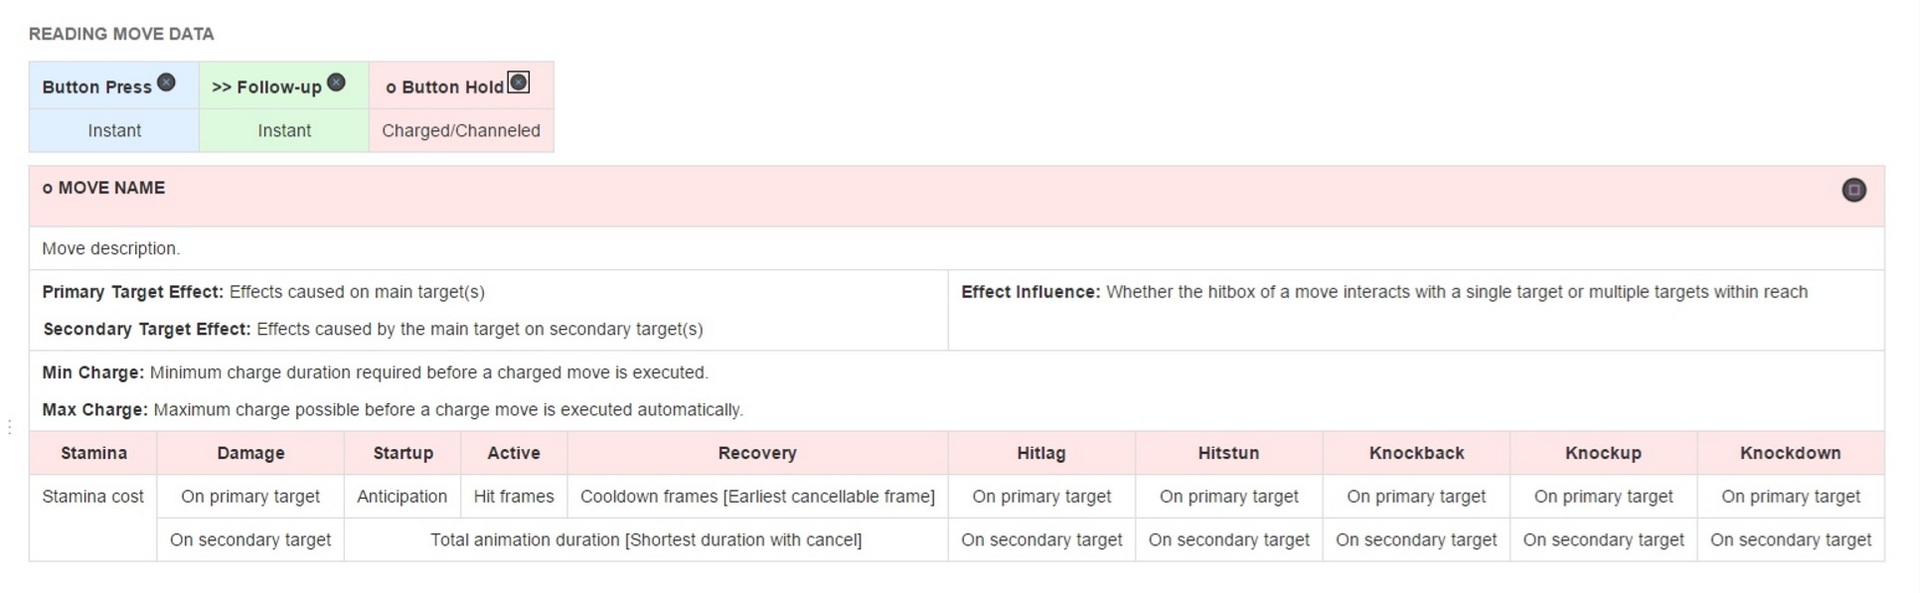 READING MOVE DATA
Button Press >> Follow-up o Button Hold
Instant Instant Charged/Channeled
o MOVE NAME
Move description.
Primary Target Effect: Effects caused on main target(s)
Secondary Target Effect: Effects caused by the main target on secondary target(s)
Effect Influence: Whether the hitbox of a move interacts with a single target or multiple targets within reach
Min Charge: Minimum charge duration required before a charged move is executed.
Max Charge: Maximum charge possible before a charge move is executed automatically.
Stamina Damage Startup Active Recovery Hitlag Hitstun Knockback Knockup Knockdown
Stamina cost On primary target Anticipation Hit frames Cooldown frames [Earliest cancellable frame] On primary target On primary target On primary target On primary target On primary target
On secondary target Total animation duration [Shortest duration with cancel] On secondary target On secondary target On secondary target On secondary target On secondary target